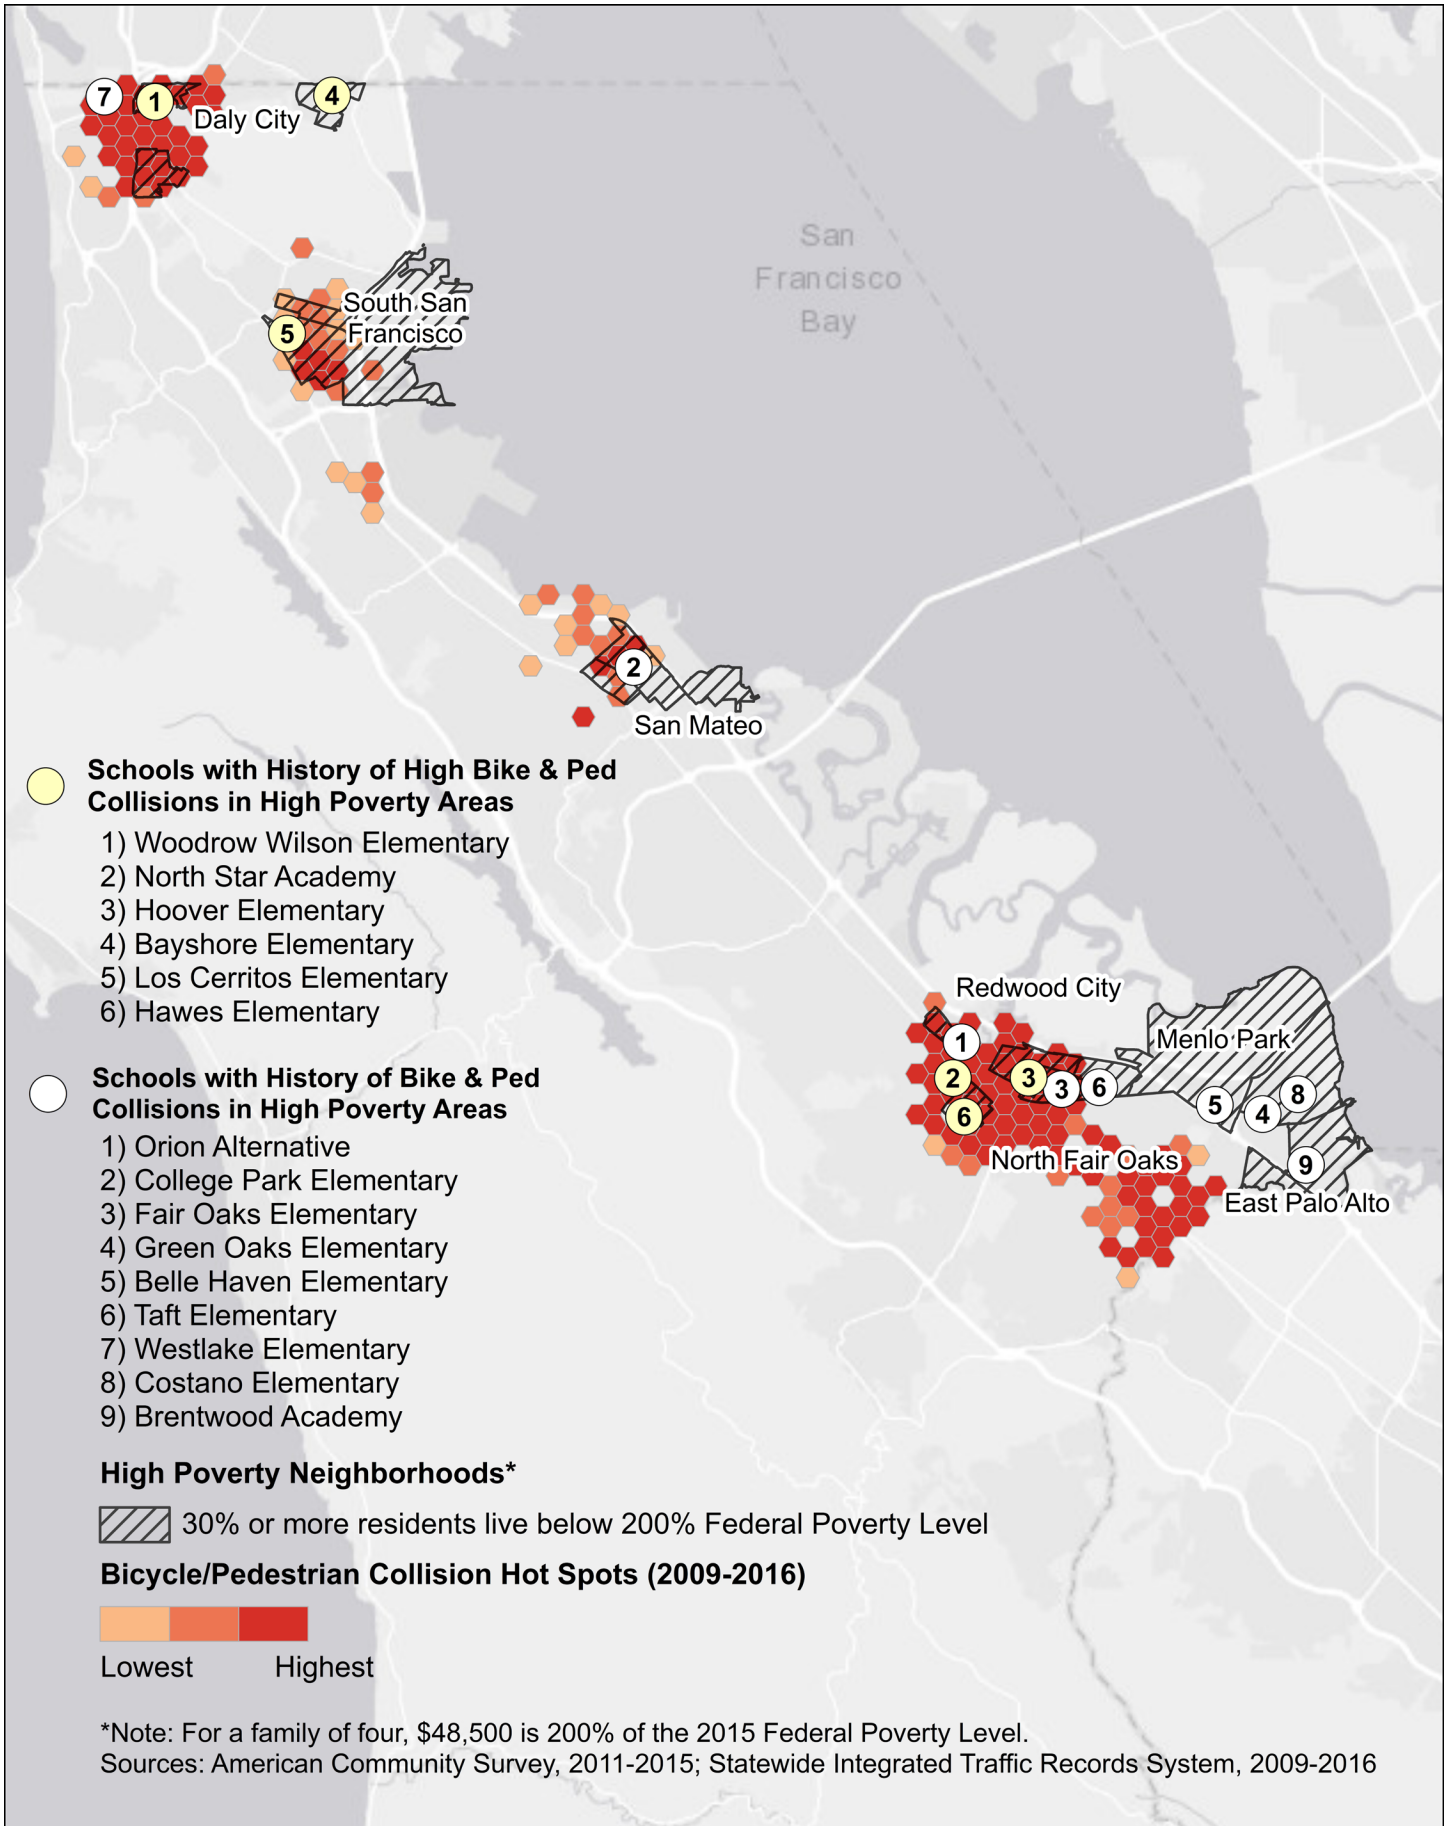 7
1
4
Daly City
San
Francisco
Bay
South San
Francisco
5
2
San Mateo
Schools with History of High Bike & Ped
Collisions in High Poverty Areas
1) Woodrow Wilson Elementary
2) North Star Academy
3) Hoover Elementary
4) Bayshore Elementary
5) Los Cerritos Elementary
6) Hawes Elementary
Redwood City
Menlo Park
1
2
3
3
6
6
5
4
8
9
North Fair Oaks
East Palo Alto
Schools with History of Bike & Ped
Collisions in High Poverty Areas
1) Orion Alternative
2) College Park Elementary
3) Fair Oaks Elementary
4) Green Oaks Elementary
5) Belle Haven Elementary
6) Taft Elementary
7) Westlake Elementary
8) Costano Elementary
9) Brentwood Academy
High Poverty Neighborhoods*
30% or more residents live below 200% Federal Poverty Level
Bicycle/Pedestrian Collision Hot Spots (2009-2016)
Lowest Highest
*Note: For a family of four, $48,500 is 200% of the 2015 Federal Poverty Level.
Sources: American Community Survey, 2011-2015; Statewide Integrated Traffic Records System, 2009-2016